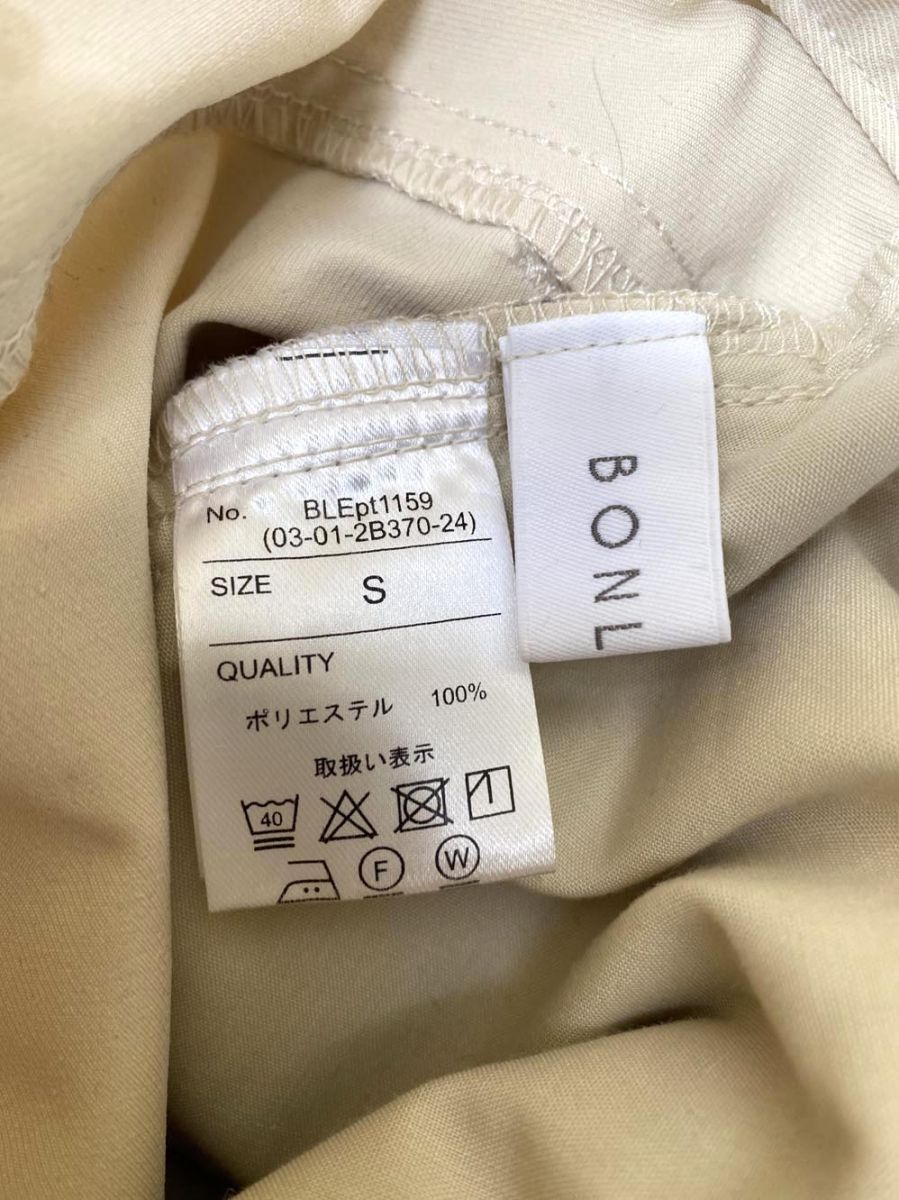 No. BLEpt1159
(03-01-2B370-24)
SIZE S
QUALITY
ポリエステル 100%
取扱い表示
40
F W
BONL